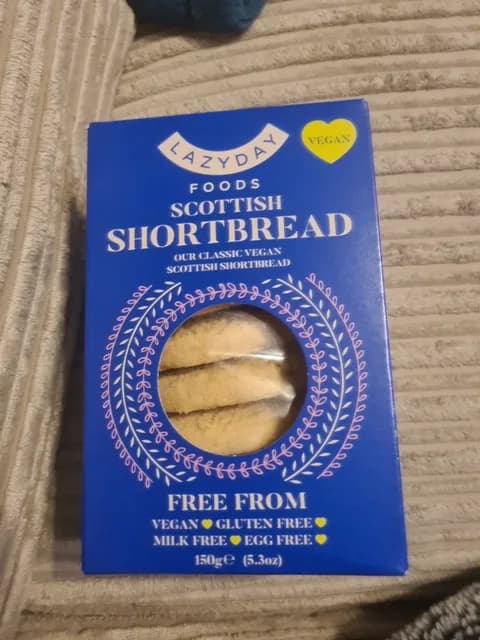 LAZYDAY
VEGAN
FOODS
SCOTTISH
SHORTBREAD
OUR CLASSIC VEGAN
SCOTTISH SHORTBREAD
FREE FROM
VEGAN GLUTEN FREE
MILK FREE EGG FREE
150g℮ (5.3oz)